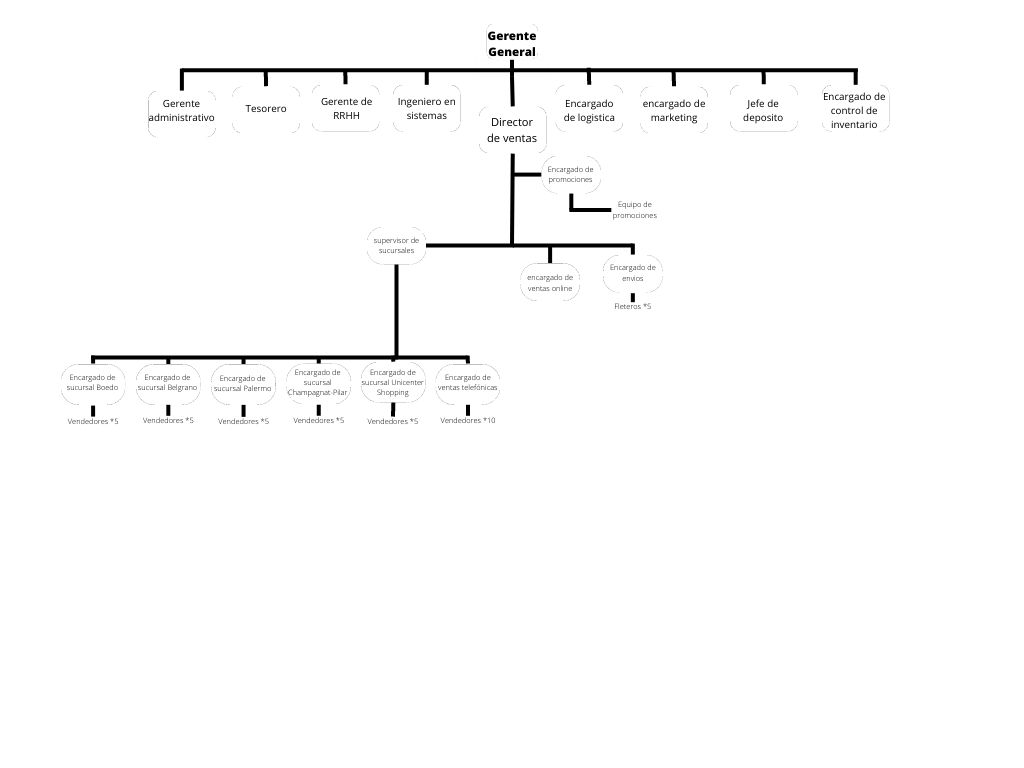 Gerente
General
Gerente
administrativo
Tesorero
Gerente de
RRHH
Ingeniero en
sistemas
Director
de ventas
Encargado
de logistica
encargado de
marketing
Jefe de
deposito
Encargado de
control de
inventario
Encargado de
promociones
Equipo de
promociones
supervisor de
sucursales
encargado de
ventas online
Encargado de
envios
Fleteros *5
Encargado de
sucursal Boedo
Encargado de
sucursal Belgrano
Encargado de
sucursal Palermo
Encargado de
sucursal
Champagnat-Pilar
Encargado de
sucursal Unicenter
Shopping
Encargado de
ventas telefónicas
Vendedores *5
Vendedores *5
Vendedores *5
Vendedores *5
Vendedores *5
Vendedores *10